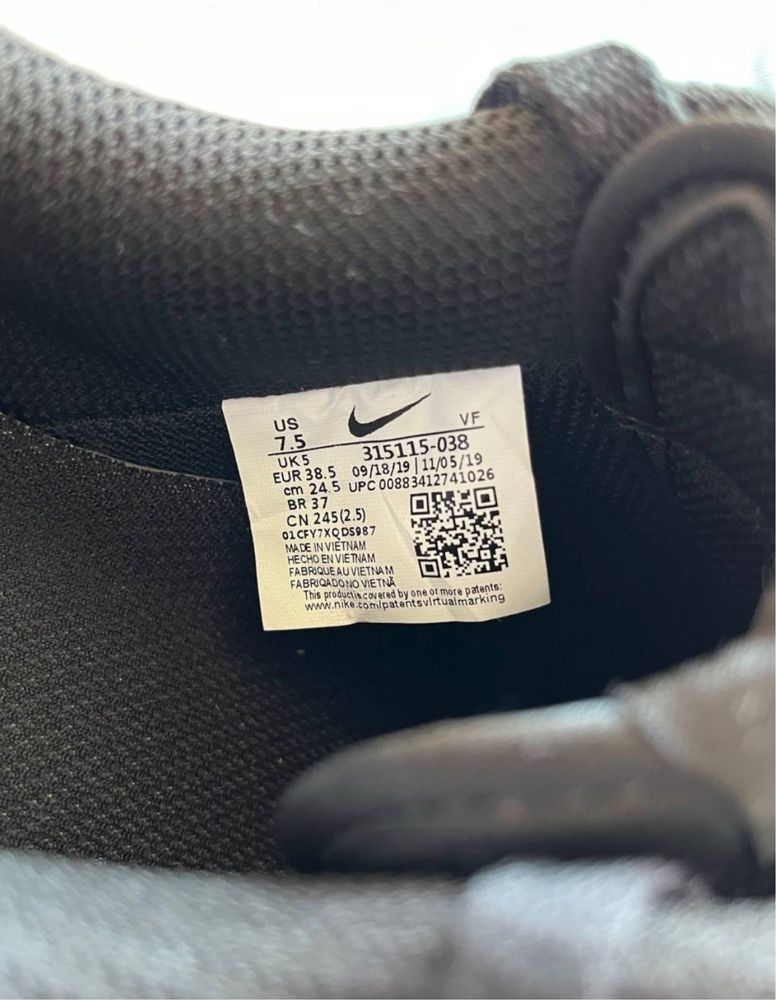 US VF
7.5 315115-038
UK 5 09/18/19 | 11/05/19
EUR 38.5 UPC 00883412741026
cm 24.5
BR 37
CN 245(2.5)
01CFY7XQDS987
MADE IN VIETNAM
HECHO EN VIETNAM
FABRIQUE AU VIETNAM
FABRIQADO NO VIETNÃ
This product is covered by one or more patents:
www.nike.com/patentsvirtualmarking